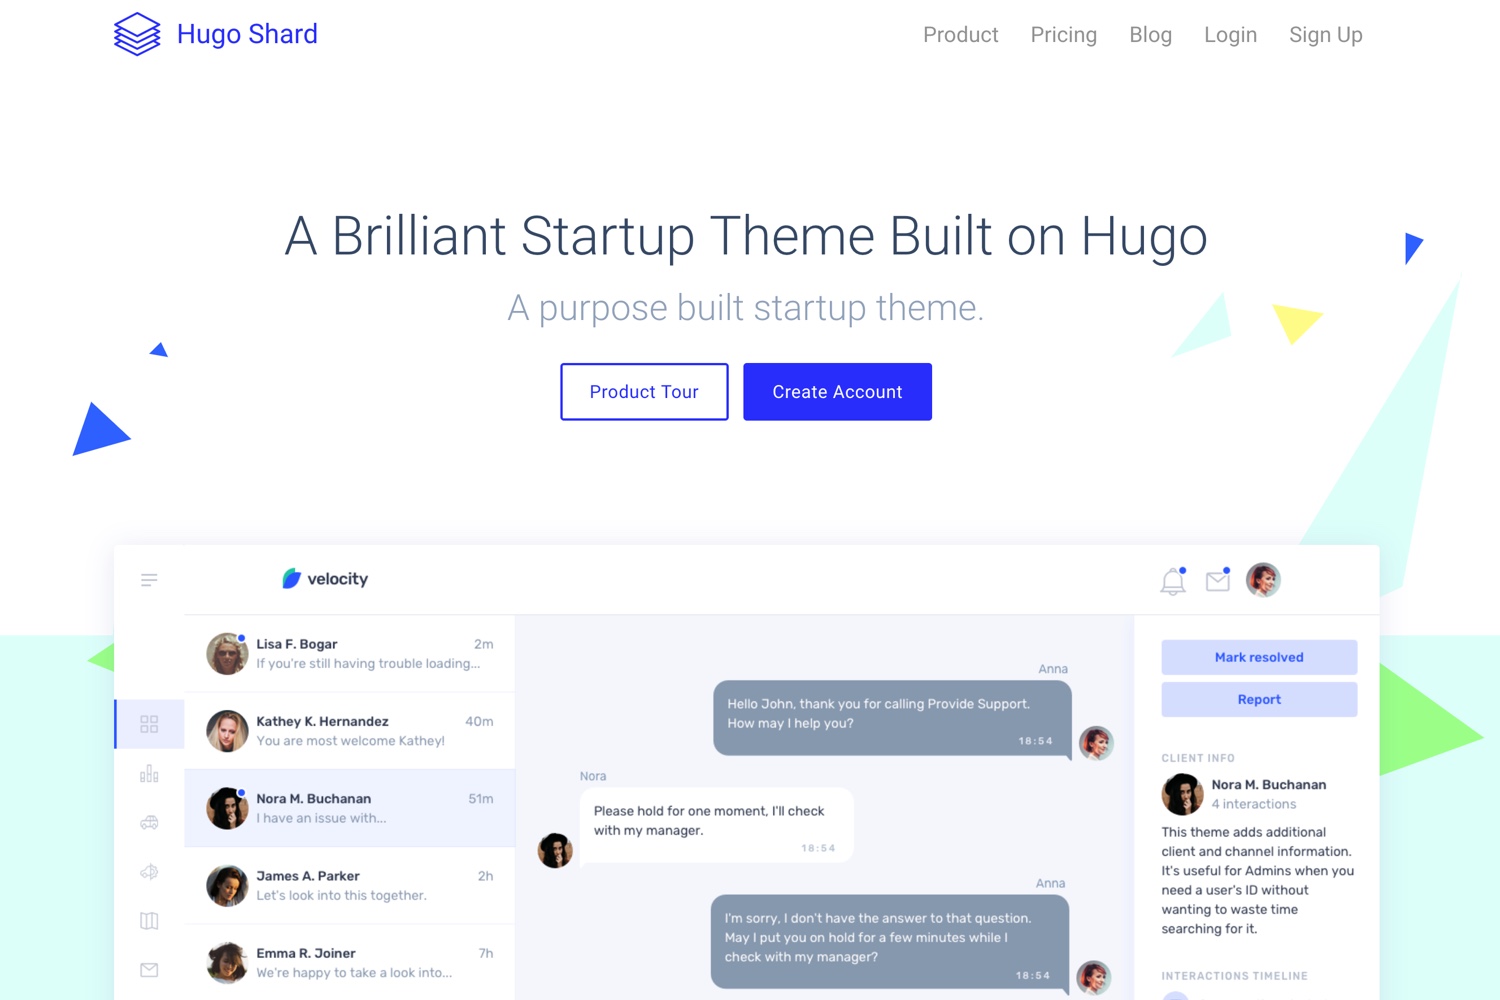 Hugo Shard
Product Pricing Blog Login Sign Up
A Brilliant Startup Theme Built on Hugo
A purpose built startup theme.
Product Tour Create Account
velocity
Lisa F. Bogar 2m
If you're still having trouble loading...
Kathey K. Hernandez 40m
You are most welcome Kathey!
Nora M. Buchanan 51m
I have an issue with...
James A. Parker 2h
Let's look into this together.
Emma R. Joiner 7h
We're happy to take a look into...
Anna
Hello John, thank you for calling Provide Support.
How may I help you?
18:54
Nora
Please hold for one moment, I'll check
with my manager.
18:54
Anna
I'm sorry, I don't have the answer to that question.
May I put you on hold for a few minutes while I
check with my manager?
18:54
Mark resolved
Report
CLIENT INFO
Nora M. Buchanan
4 interactions
This theme adds additional
client and channel information.
It's useful for Admins when you
need a user's ID without
wanting to waste time
searching for it.
INTERACTIONS TIMELINE